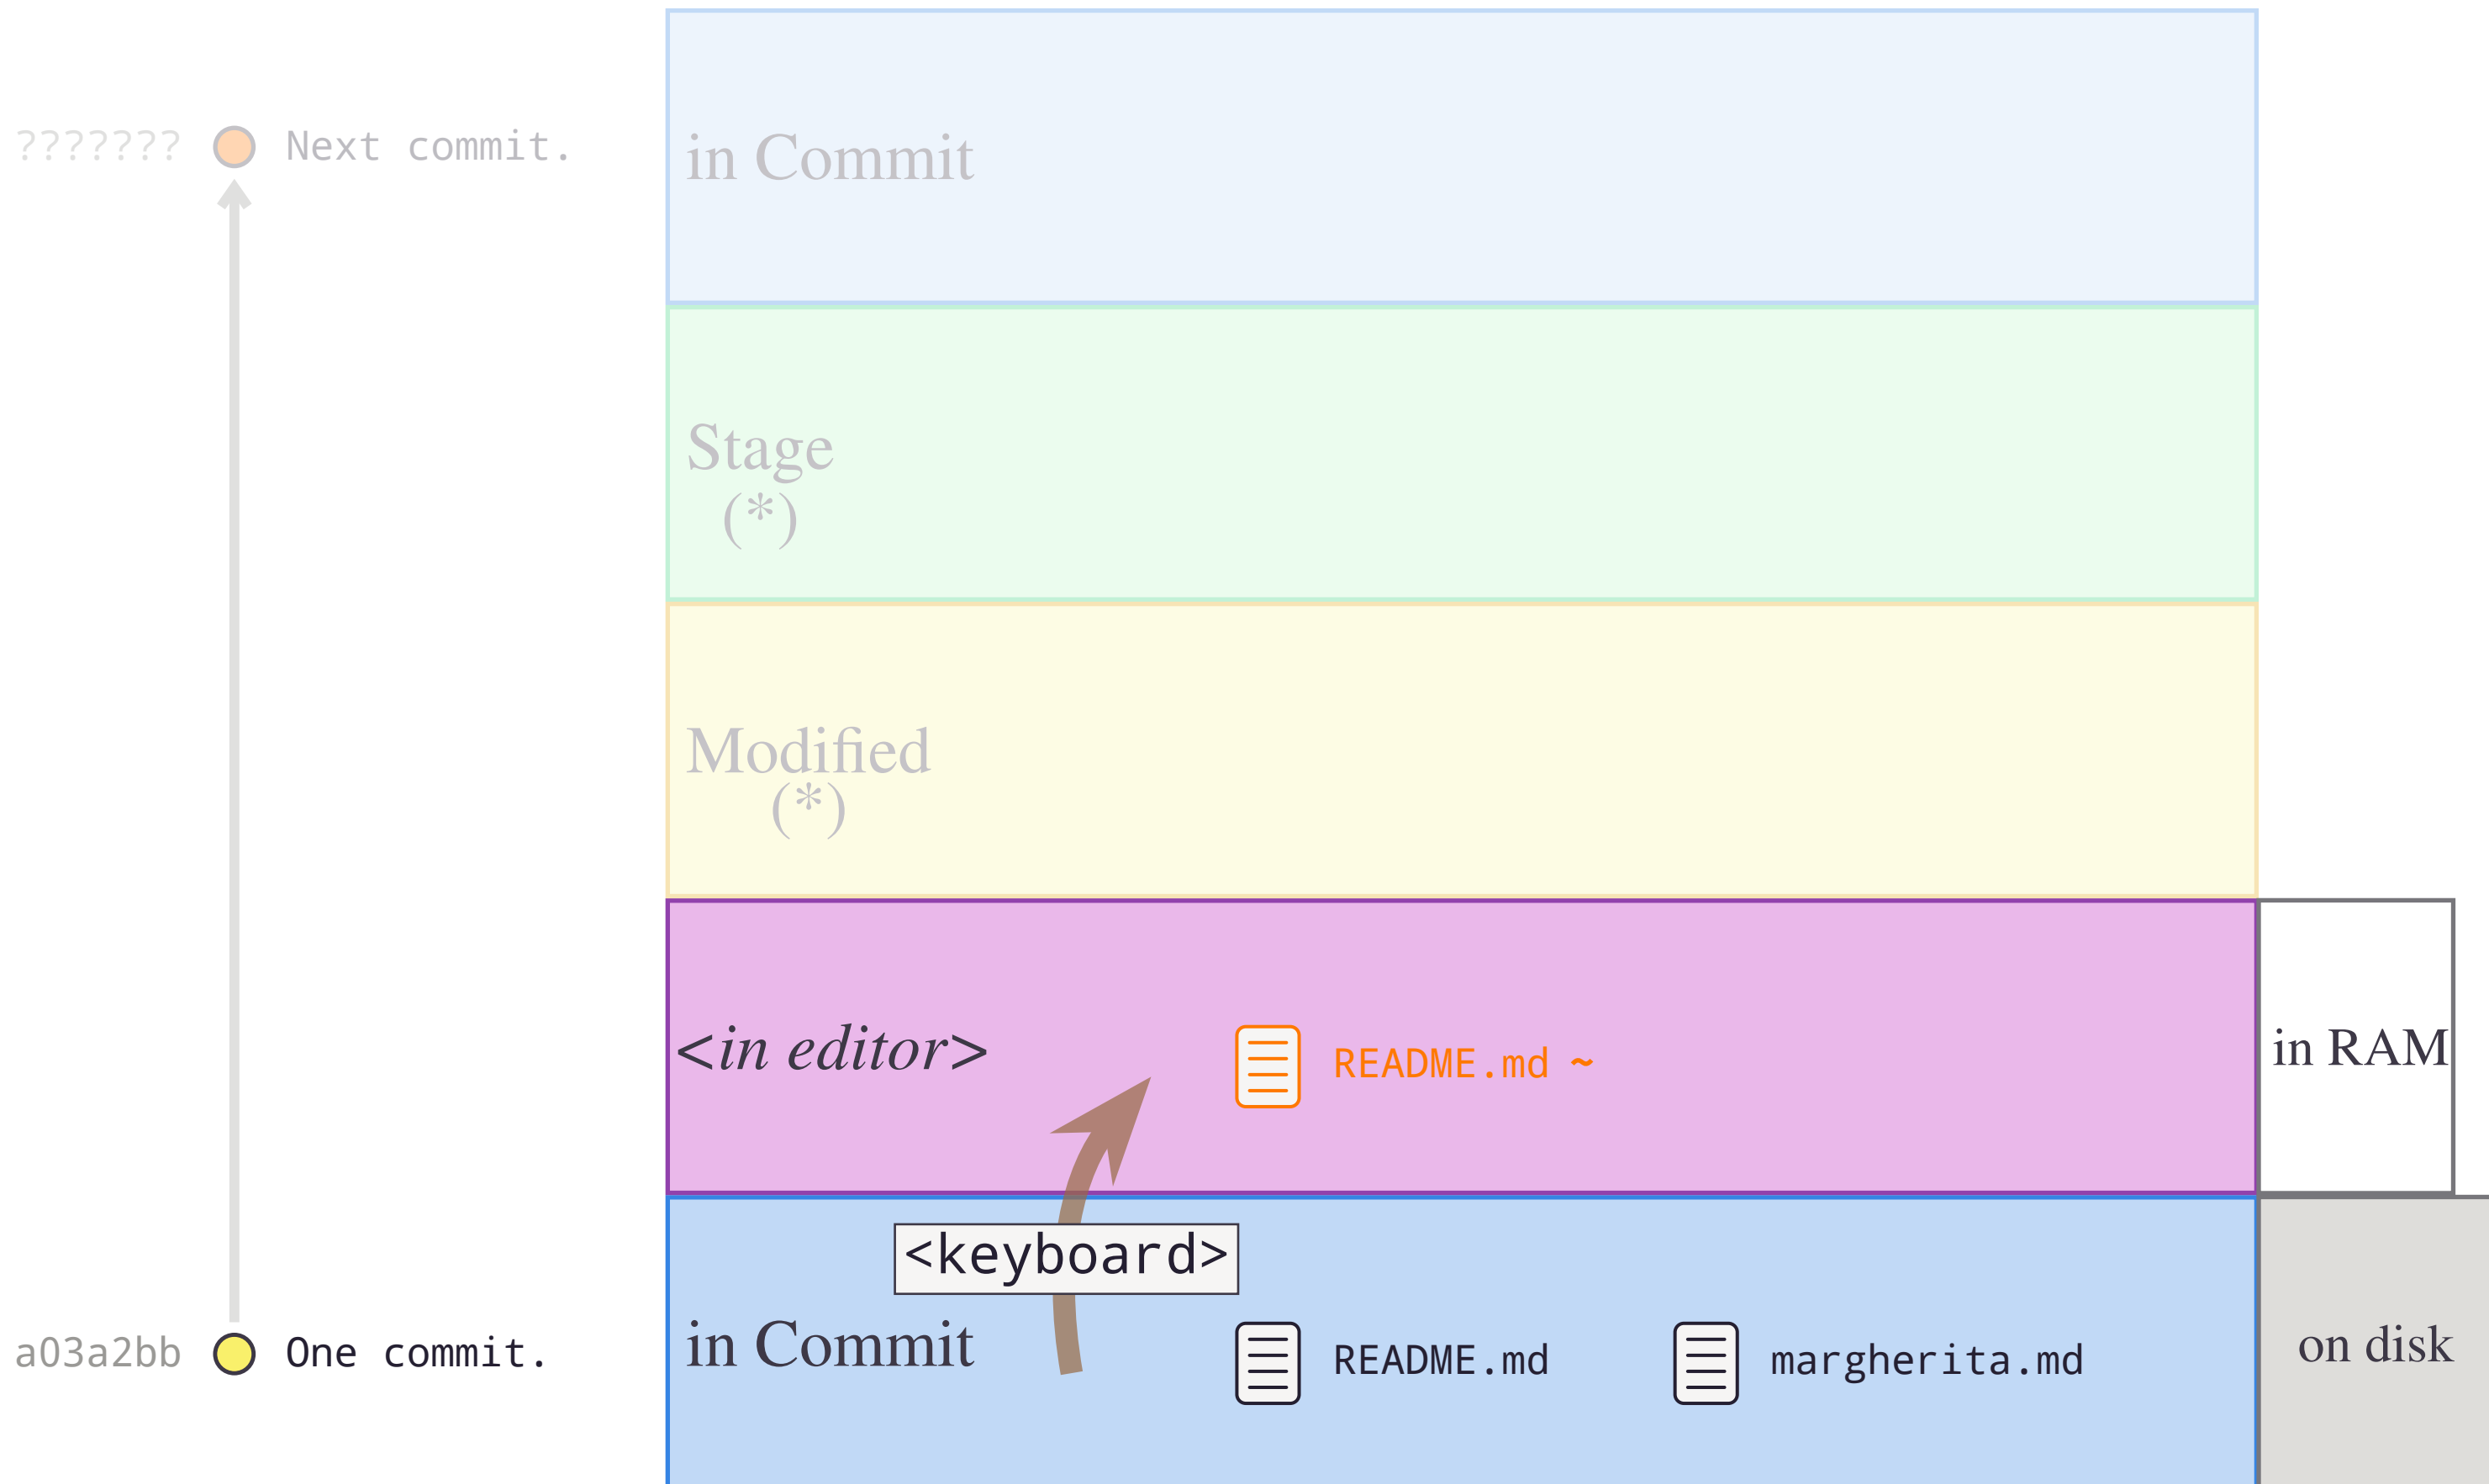 ??????? Next commit.
in Commit
Stage
(*)
Modified
(*)
<in editor>
README.md ~
in RAM
<keyboard>
a03a2bb One commit.
in Commit
README.md
margherita.md
on disk